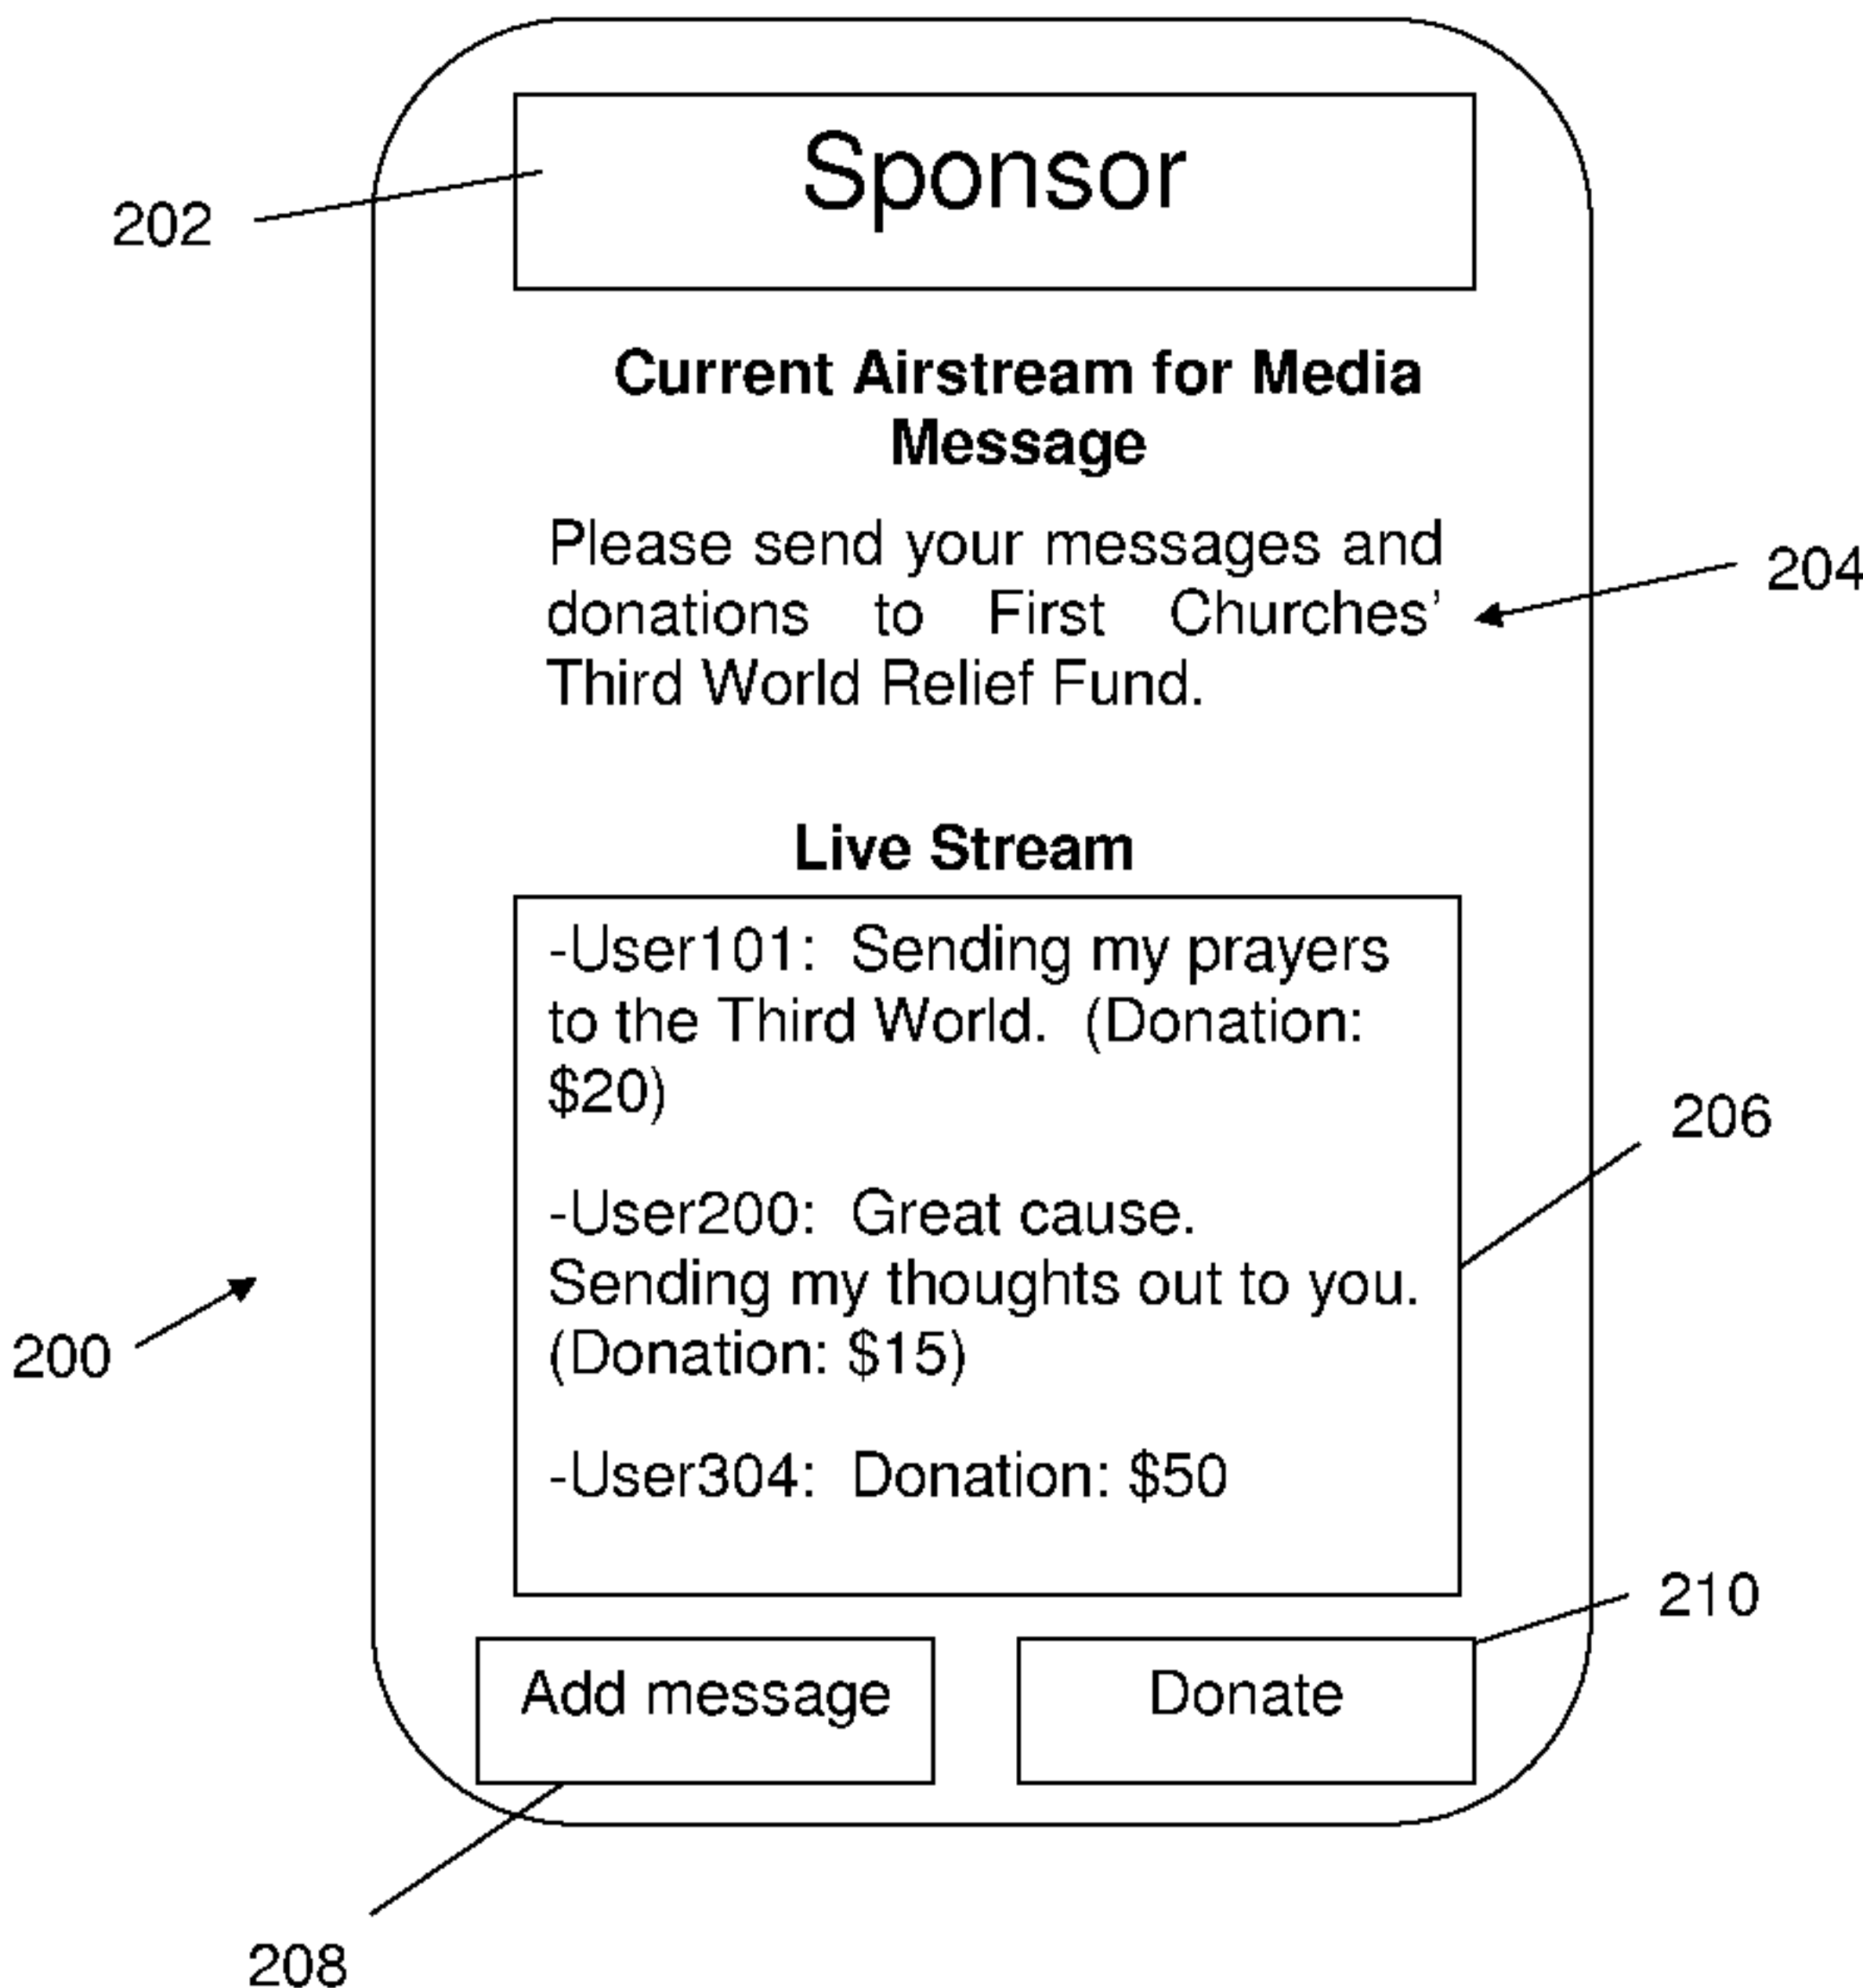 Sponsor
202
Current Airstream for Media
Message
Please send your messages and
donations to First Churches'
Third World Relief Fund.
204
Live Stream
-User101: Sending my prayers
to the Third World. (Donation:
$20)
206
-User200: Great cause.
Sending my thoughts out to you.
(Donation: $15)
200
-User304: Donation: $50
210
Add message
Donate
208